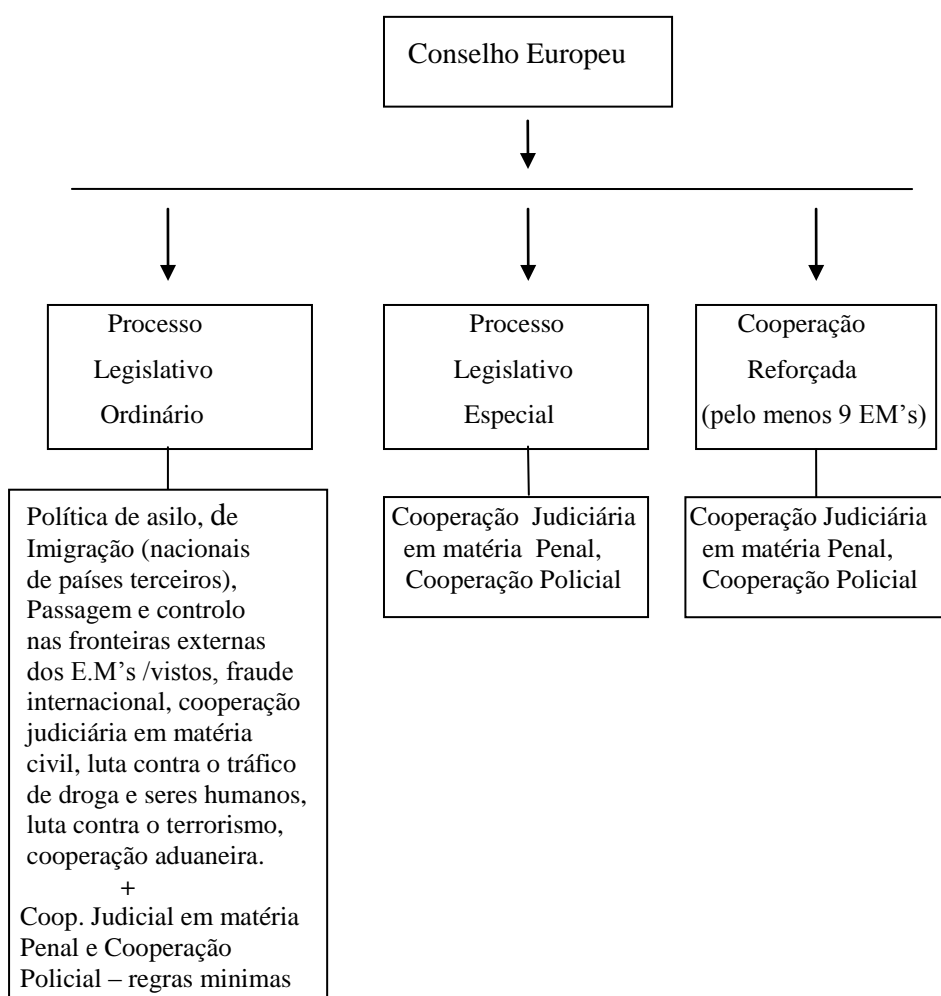 Conselho Europeu
Processo
Legislativo
Ordinário
Processo
Legislativo
Especial
Cooperação
Reforçada
(pelo menos 9 EM’s)
Política de asilo, de
Imigração (nacionais
de países terceiros),
Passagem e controlo
nas fronteiras externas
dos E.M’s /vistos, fraude
internacional, cooperação
judiciária em matéria
civil, luta contra o tráfico
de droga e seres humanos,
luta contra o terrorismo,
cooperação aduaneira.
+
Coop. Judicial em matéria
Penal e Cooperação
Policial – regras minimas
Cooperação Judiciária
em matéria Penal,
Cooperação Policial
Cooperação Judiciária
em matéria Penal,
Cooperação Policial